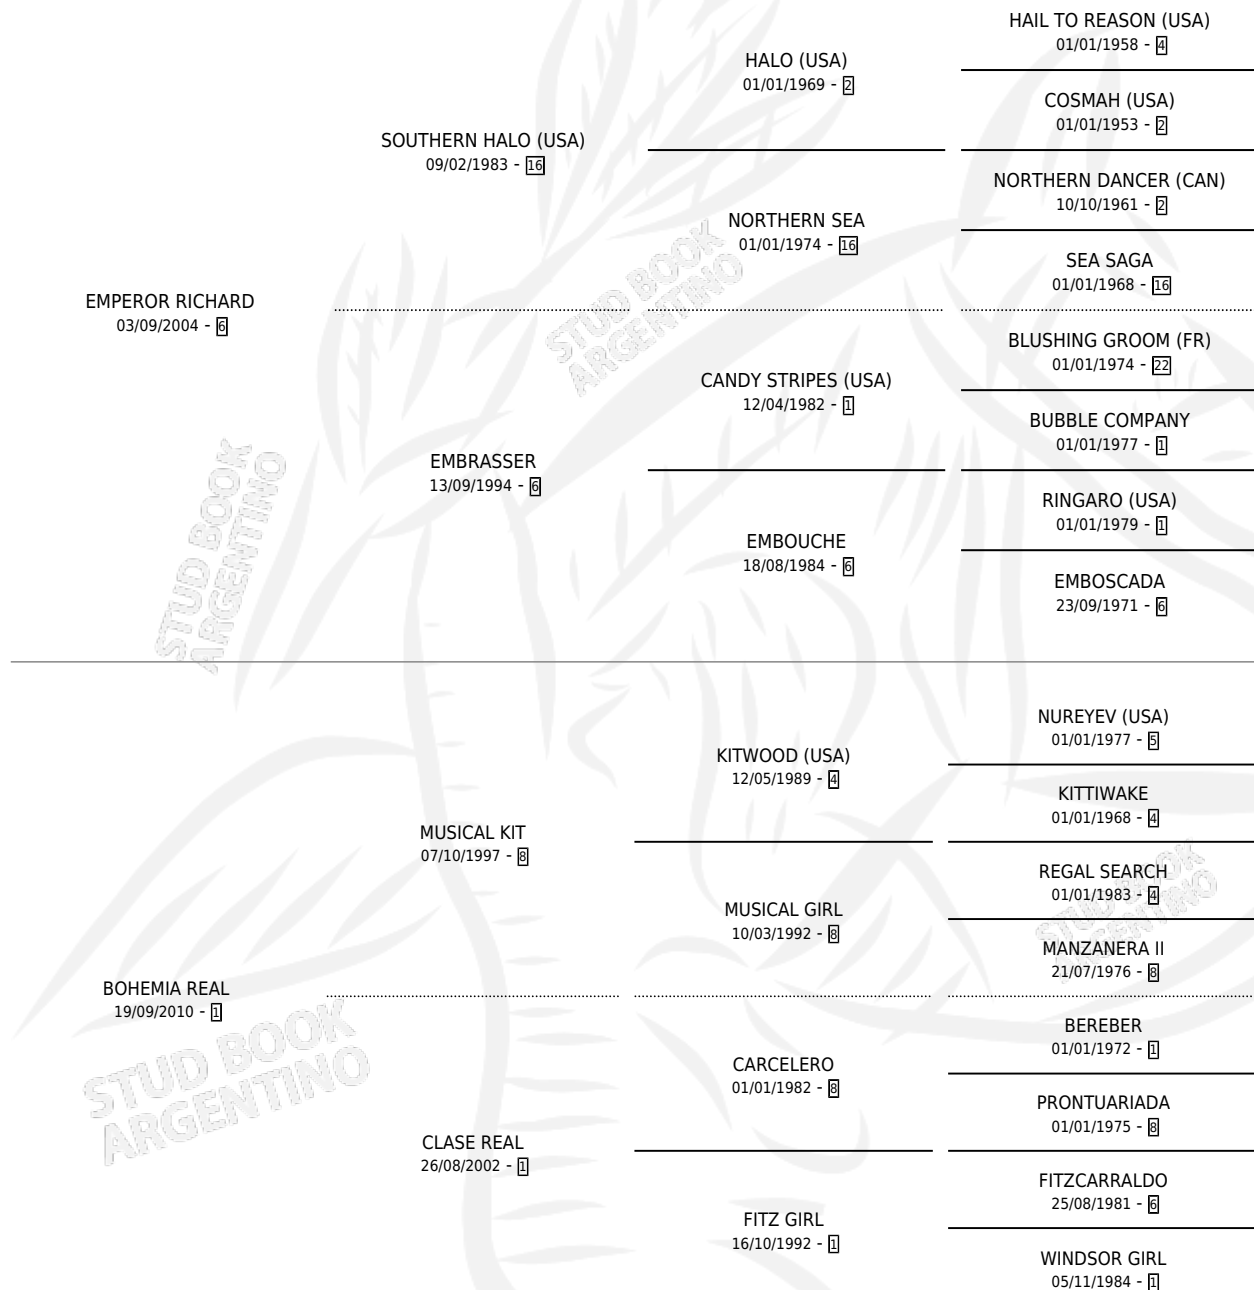 EMPEROR RICHARD
03/09/2004 - 6
SOUTHERN HALO (USA)
09/02/1983 - 16
EMBRASSER
13/09/1994 - 6
HALO (USA)
01/01/1969 - 2
NORTHERN SEA
01/01/1974 - 16
CANDY STRIPES (USA)
12/04/1982 - 1
EMBOUCHE
18/08/1984 - 6
HAIL TO REASON (USA)
01/01/1958 - 4
COSMAH (USA)
01/01/1953 - 2
NORTHERN DANCER (CAN)
10/10/1961 - 2
SEA SAGA
01/01/1968 - 16
BLUSHING GROOM (FR)
01/01/1974 - 22
BUBBLE COMPANY
01/01/1977 - 1
RINGARO (USA)
01/01/1979 - 1
EMBOSCADA
23/09/1971 - 6
STUD BOOK
ARGENTINO
STUD BOOK
ARGENTINO
BOHEMIA REAL
19/09/2010 - 1
MUSICAL KIT
07/10/1997 - 8
CLASE REAL
26/08/2002 - 1
KITWOOD (USA)
12/05/1989 - 4
MUSICAL GIRL
10/03/1992 - 8
CARCELERO
01/01/1982 - 8
FITZ GIRL
16/10/1992 - 1
NUREYEV (USA)
01/01/1977 - 5
KITTIWAKE
01/01/1968 - 4
REGAL SEARCH
01/01/1983 - 4
MANZANERA II
21/07/1976 - 8
BEREBER
01/01/1972 - 1
PRONTUARIADA
01/01/1975 - 8
FITZCARRALDO
25/08/1981 - 6
WINDSOR GIRL
05/11/1984 - 1
STUD BOOK
ARGENTINO
STUD BOOK
ARGENTINO